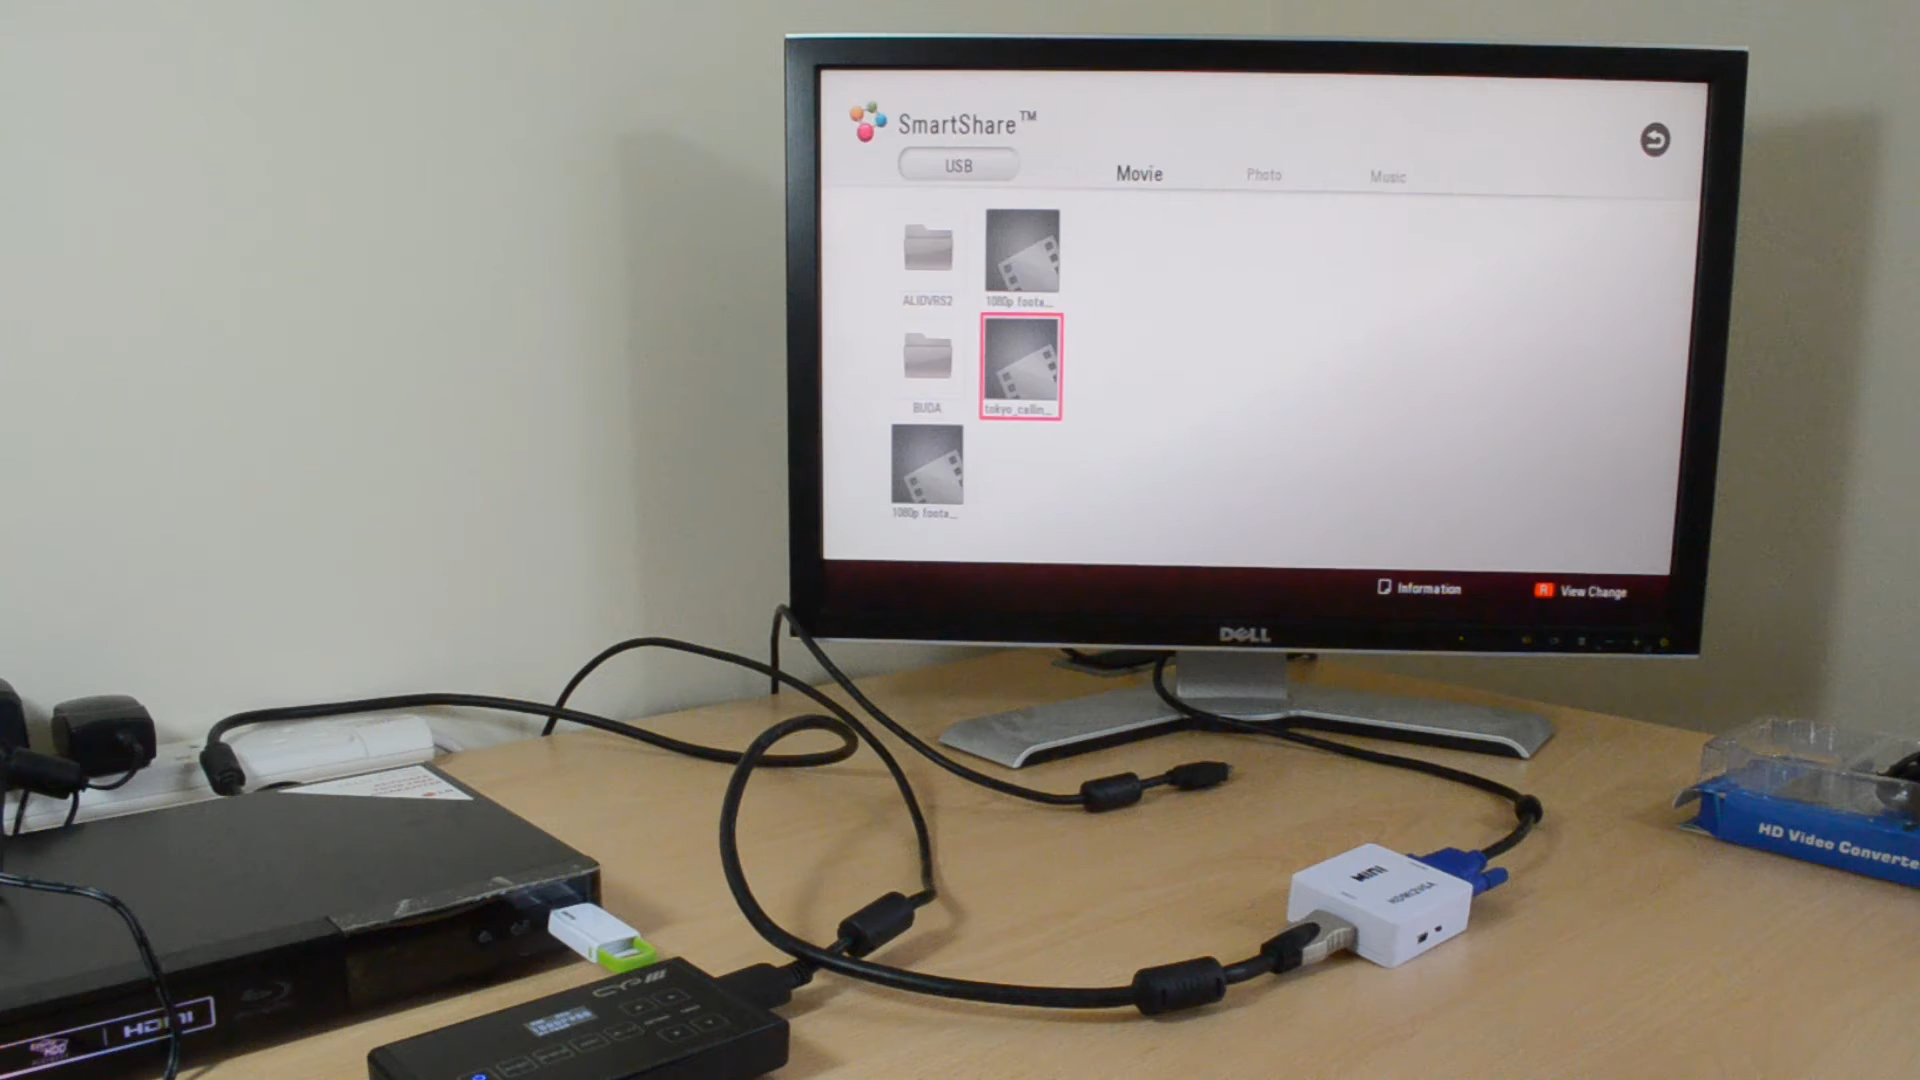 SmartShare™
USB
Movie
Photo
Music
ALIDVRS2
1080p foota...
BUDA
tokyo_callin...
1080p foota...
Information
R View Change
DELL
MINI
HDMI2VGA
HD Video Converte
HDMI